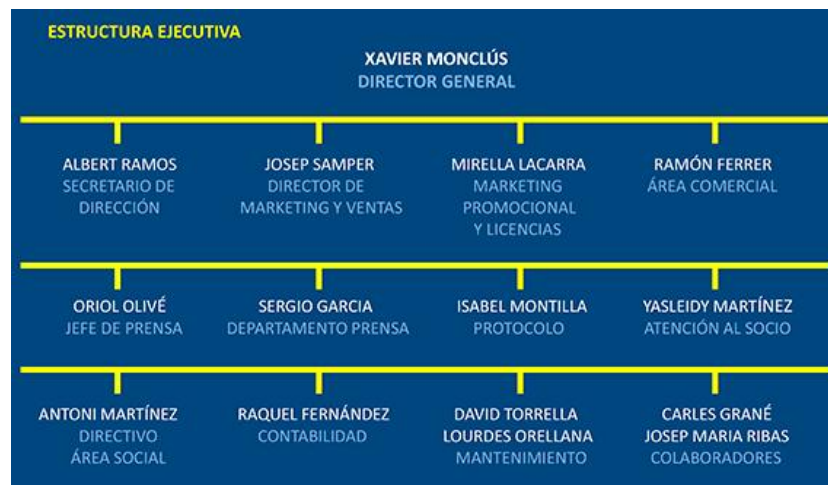 ESTRUCTURA EJECUTIVA
XAVIER MONCLÚS
DIRECTOR GENERAL
ALBERT RAMOS
SECRETARIO DE
DIRECCIÓN
JOSEP SAMPER
DIRECTOR DE
MARKETING Y VENTAS
MIRELLA LACARRA
MARKETING
PROMOCIONAL
Y LICENCIAS
RAMÓN FERRER
ÁREA COMERCIAL
ORIOL OLIVÉ
JEFE DE PRENSA
SERGIO GARCIA
DEPARTAMENTO PRENSA
ISABEL MONTILLA
PROTOCOLO
YASLEIDY MARTÍNEZ
ATENCIÓN AL SOCIO
ANTONI MARTÍNEZ
DIRECTIVO
ÁREA SOCIAL
RAQUEL FERNÁNDEZ
CONTABILIDAD
DAVID TORRELLA
LOURDES ORELLANA
MANTENIMIENTO
CARLES GRANÉ
JOSEP MARIA RIBAS
COLABORADORES